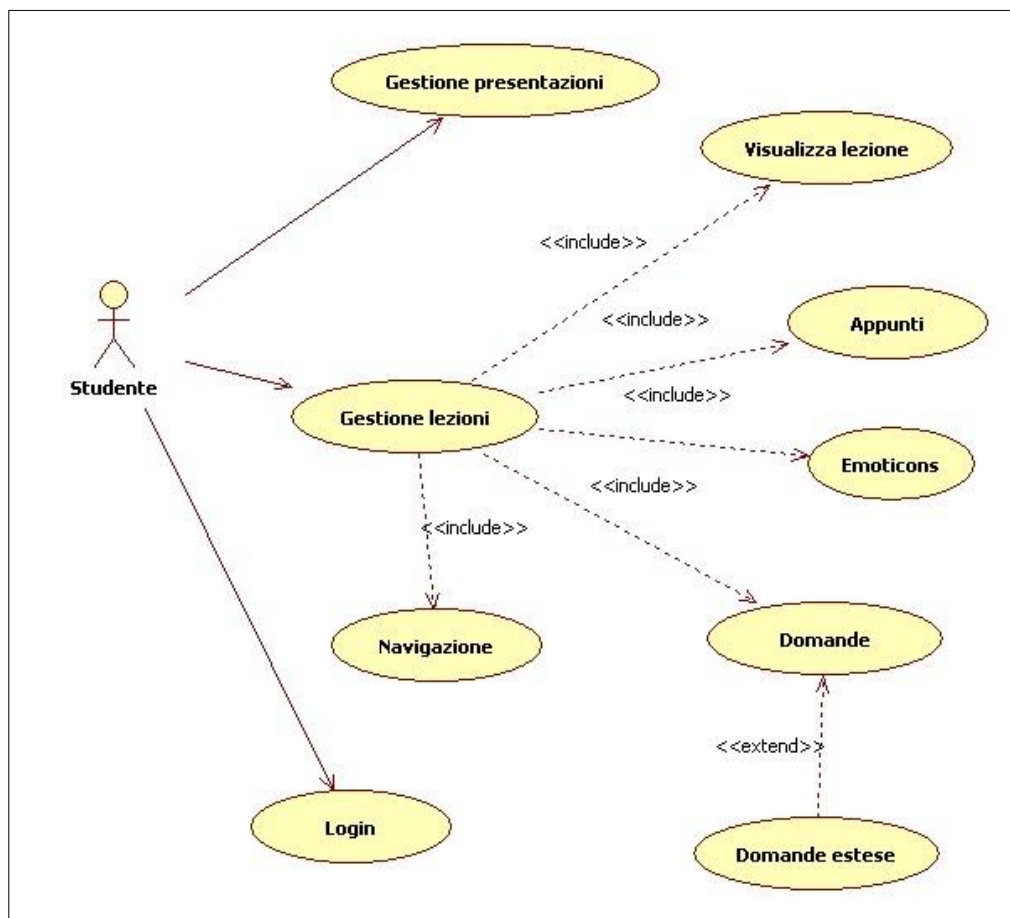 Gestione presentazioni
Visualizza lezione
<<include>>
Appunti
<<include>>
Studente
<<include>>
Gestione lezioni
Emoticons
<<include>>
<<include>>
Navigazione
Domande
<<extend>>
Login
Domande estese